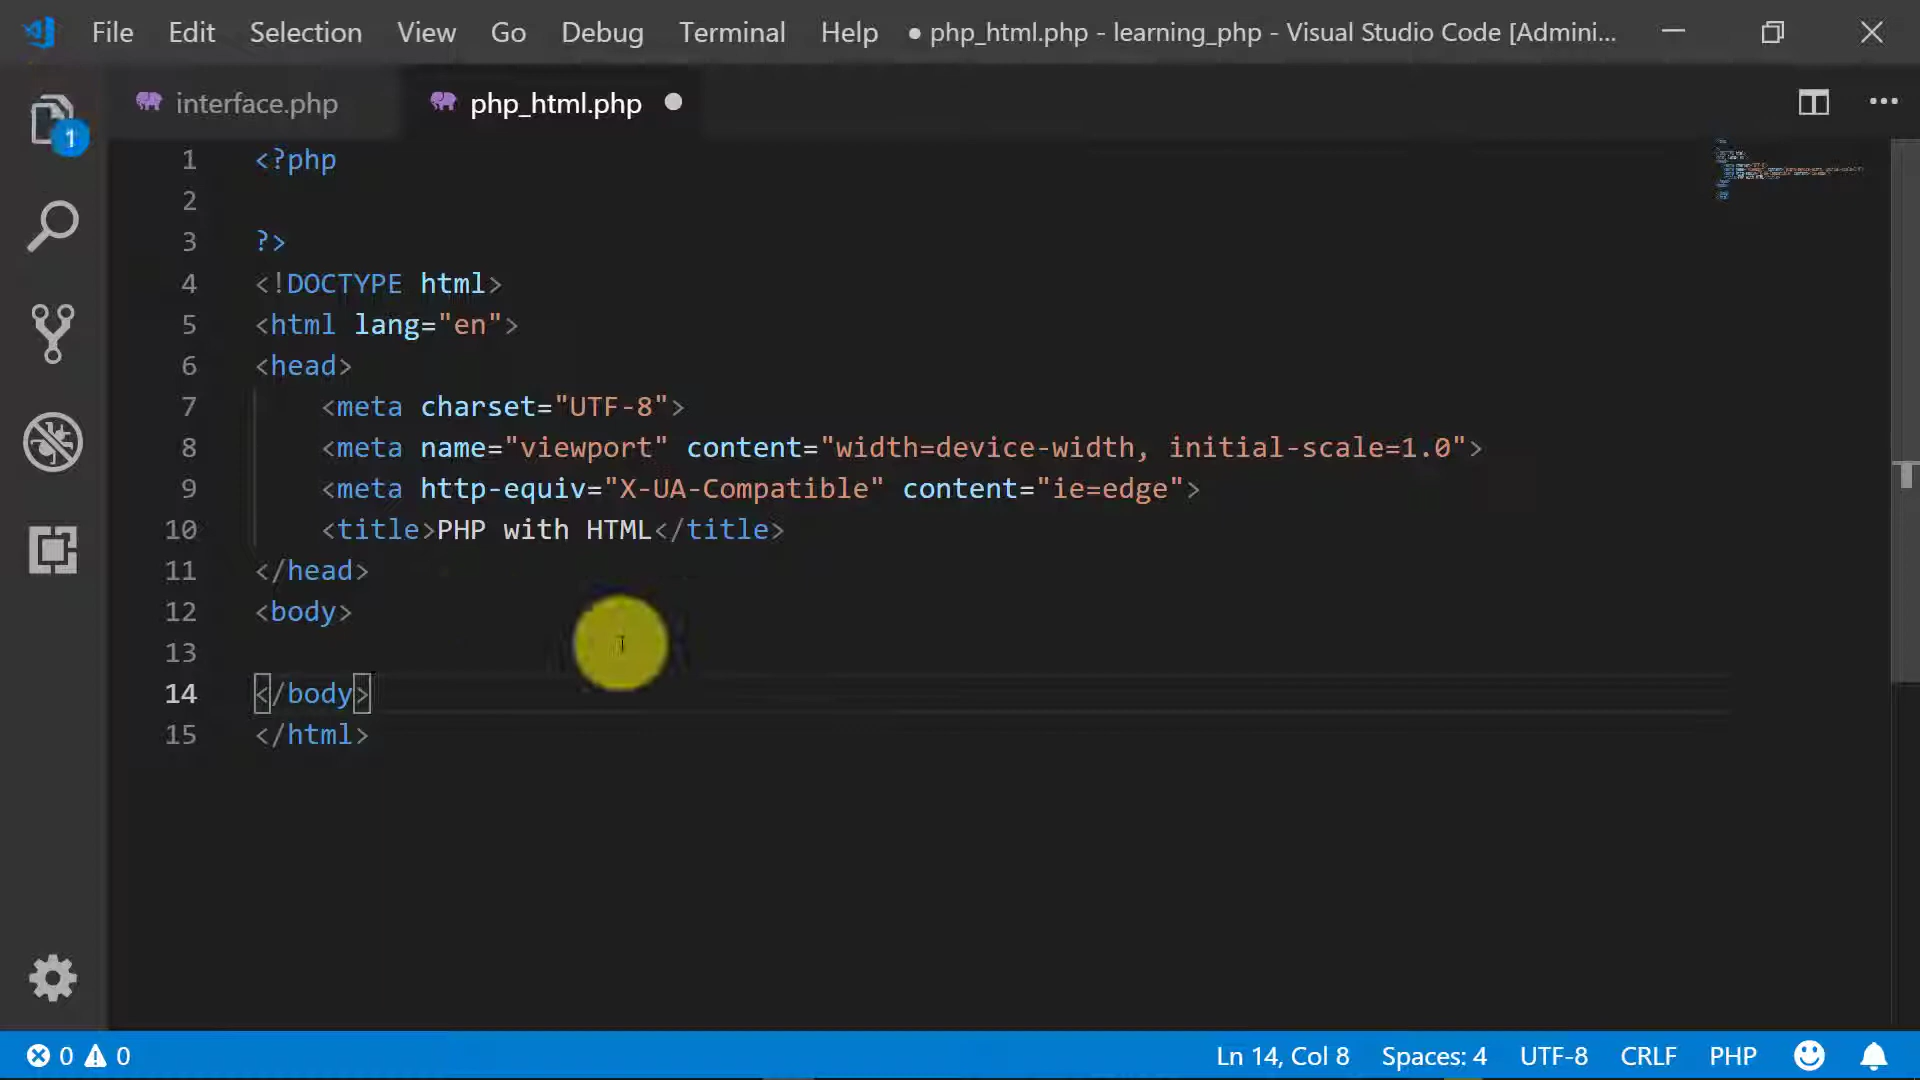 File Edit Selection View Go Debug Terminal Help ● php_html.php - learning_php - Visual Studio Code [Admini...
interface.php php_html.php
1
1 <?php
2
3 ?>
4 <!DOCTYPE html>
5 <html lang="en">
6 <head>
7 <meta charset="UTF-8">
8 <meta name="viewport" content="width=device-width, initial-scale=1.0">
9 <meta http-equiv="X-UA-Compatible" content="ie=edge">
10 <title>PHP with HTML</title>
11 </head>
12 <body>
13
14 </body>
15 </html>
0 0 Ln 14, Col 8 Spaces: 4 UTF-8 CRLF PHP